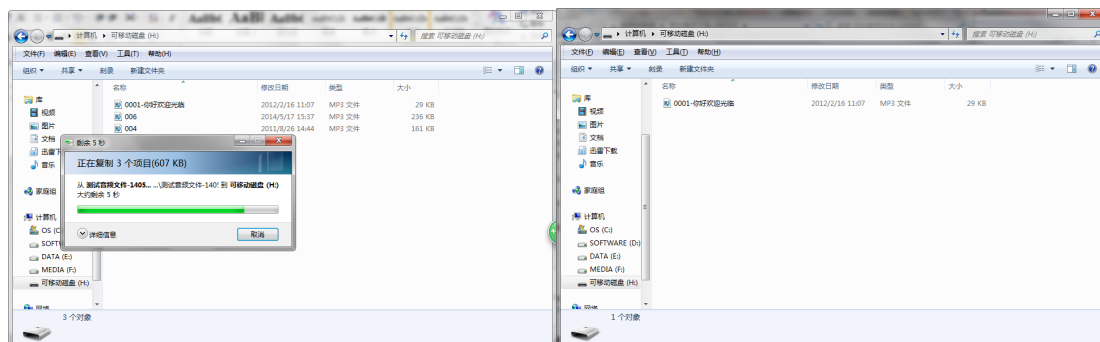 计算机 ▸ 可移动磁盘 (H:)
搜索 可移动磁盘 (H:)
文件(F) 编辑(E) 查看(V) 工具(T) 帮助(H)
组织 共享 刻录 新建文件夹
名称 修改日期 类型 大小
0001-你好欢迎光临 2012/2/16 11:07 MP3 文件 29 KB
006 2014/5/17 15:37 MP3 文件 236 KB
004 2011/8/26 14:44 MP3 文件 161 KB
库
视频
图片
文档
迅雷下
音乐
家庭组
计算机
OS (C
SOFT
DATA (E:)
MEDIA (F:)
可移动磁盘 (H:)
网络
3 个对象
剩余 5 秒
正在复制 3 个项目(607 KB)
从 测试音频文件-1405... ...\测试音频文件-140! 到 可移动磁盘 (H:)
大约剩余 5 秒
详细信息
取消
计算机 ▸ 可移动磁盘 (H:)
搜索 可移动磁盘 (H:)
文件(F) 编辑(E) 查看(V) 工具(T) 帮助(H)
组织 共享 刻录 新建文件夹
名称 修改日期 类型 大小
0001-你好欢迎光临 2012/2/16 11:07 MP3 文件 29 KB
库
视频
图片
文档
迅雷下载
音乐
家庭组
计算机
OS (C:)
SOFTWARE (D:)
DATA (E:)
MEDIA (F:)
可移动磁盘 (H:)
网络
1 个对象